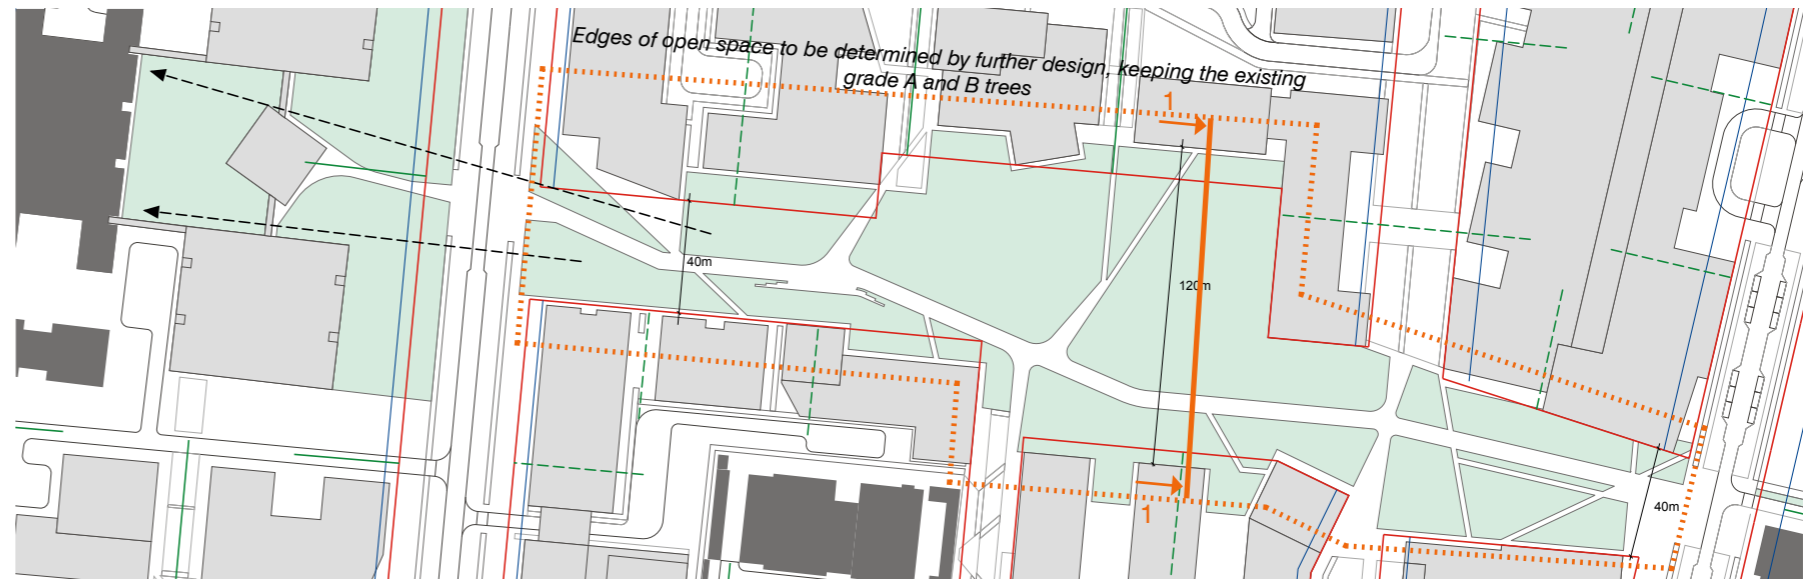 Edges of open space to be determined by further design, keeping the existing
grade A and B trees
1
40m
120m
40m
1